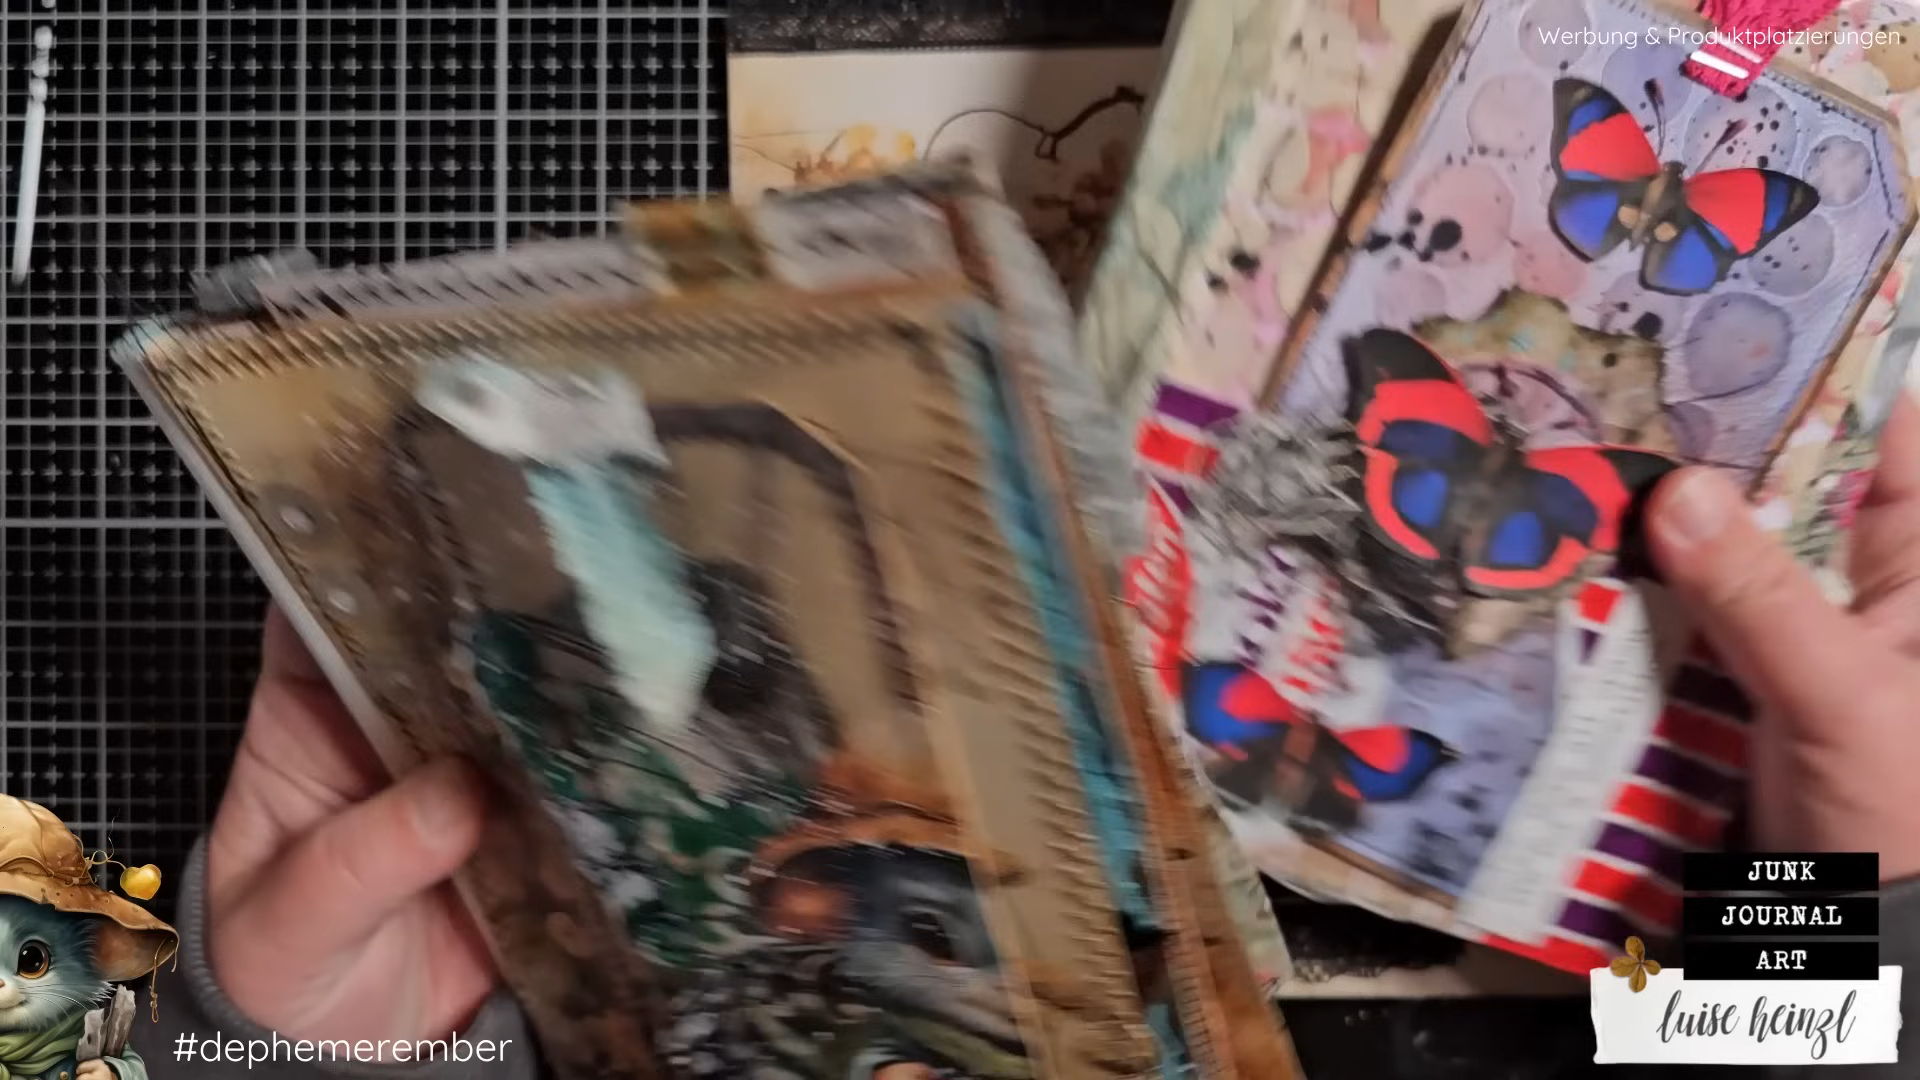 Werbung & Produktplatzierungen
JUNK
JOURNAL
ART
luise heinzl
#dephemerember